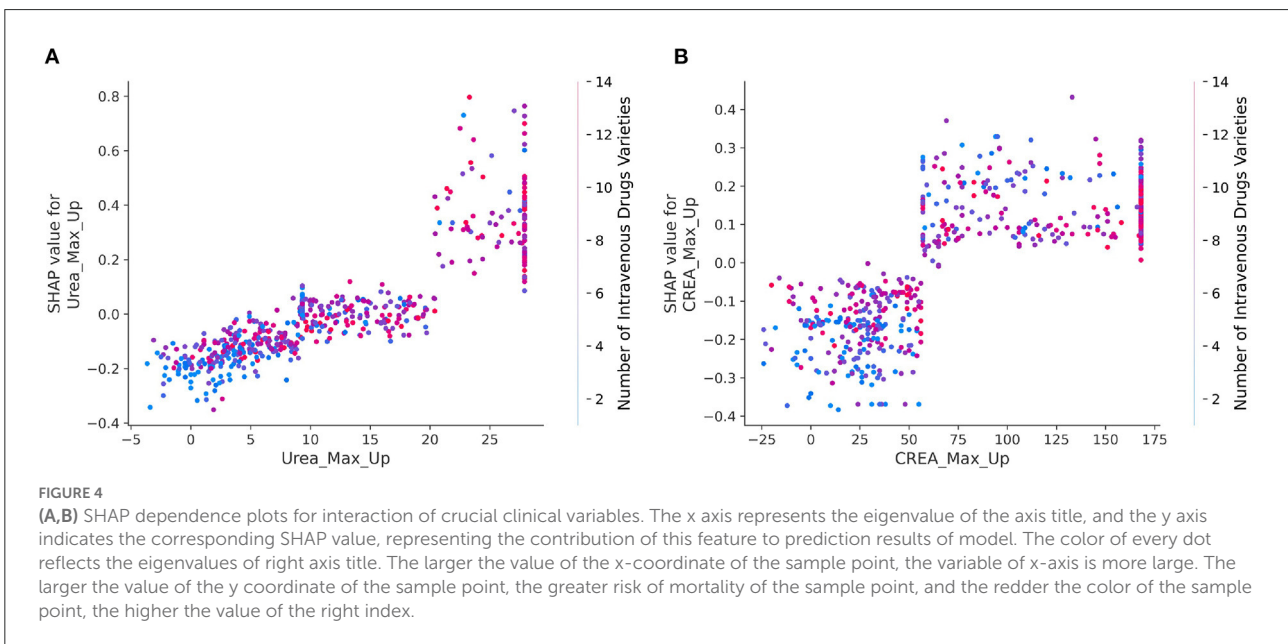 A
0.8
0.6
0.4
0.2
0.0
−0.2
−0.4
SHAP value for
Urea_Max_Up
−5
0
5
10
15
20
25
Urea_Max_Up
14
12
10
8
6
4
2
Number of Intravenous Drugs Varieties
B
0.4
0.3
0.2
0.1
0.0
−0.1
−0.2
−0.3
−0.4
SHAP value for
CREA_Max_Up
−25
0
25
50
75
100
125
150
175
CREA_Max_Up
14
12
10
8
6
4
2
Number of Intravenous Drugs Varieties
FIGURE 4
(A,B) SHAP dependence plots for interaction of crucial clinical variables. The x axis represents the eigenvalue of the axis title, and the y axis
indicates the corresponding SHAP value, representing the contribution of this feature to prediction results of model. The color of every dot
reflects the eigenvalues of right axis title. The larger the value of the x-coordinate of the sample point, the variable of x-axis is more large. The
larger the value of the y coordinate of the sample point, the greater risk of mortality of the sample point, and the redder the color of the sample
point, the higher the value of the right index.